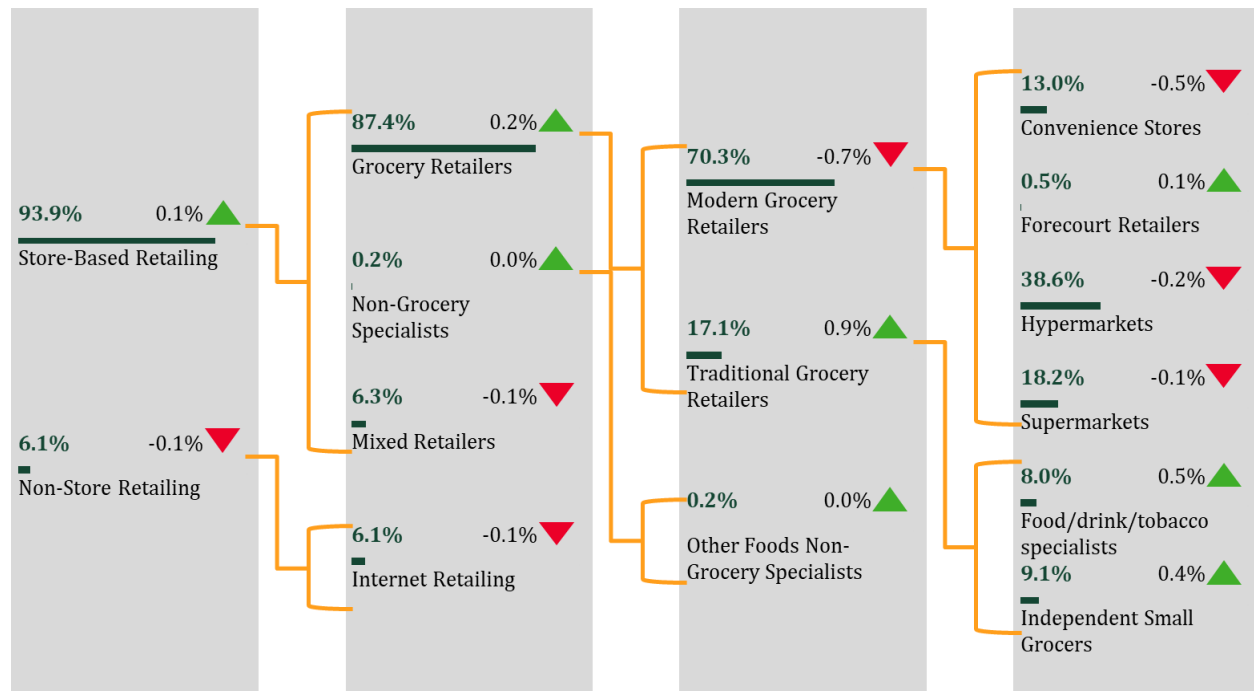 93.9% 0.1%
Store-Based Retailing
6.1% -0.1%
Non-Store Retailing
87.4% 0.2%
Grocery Retailers
0.2% 0.0%
Non-Grocery
Specialists
6.3% -0.1%
Mixed Retailers
6.1% -0.1%
Internet Retailing
70.3% -0.7%
Modern Grocery
Retailers
17.1% 0.9%
Traditional Grocery
Retailers
0.2% 0.0%
Other Foods Non-
Grocery Specialists
13.0% -0.5%
Convenience Stores
0.5% 0.1%
Forecourt Retailers
38.6% -0.2%
Hypermarkets
18.2% -0.1%
Supermarkets
8.0% 0.5%
Food/drink/tobacco
specialists
9.1% 0.4%
Independent Small
Grocers